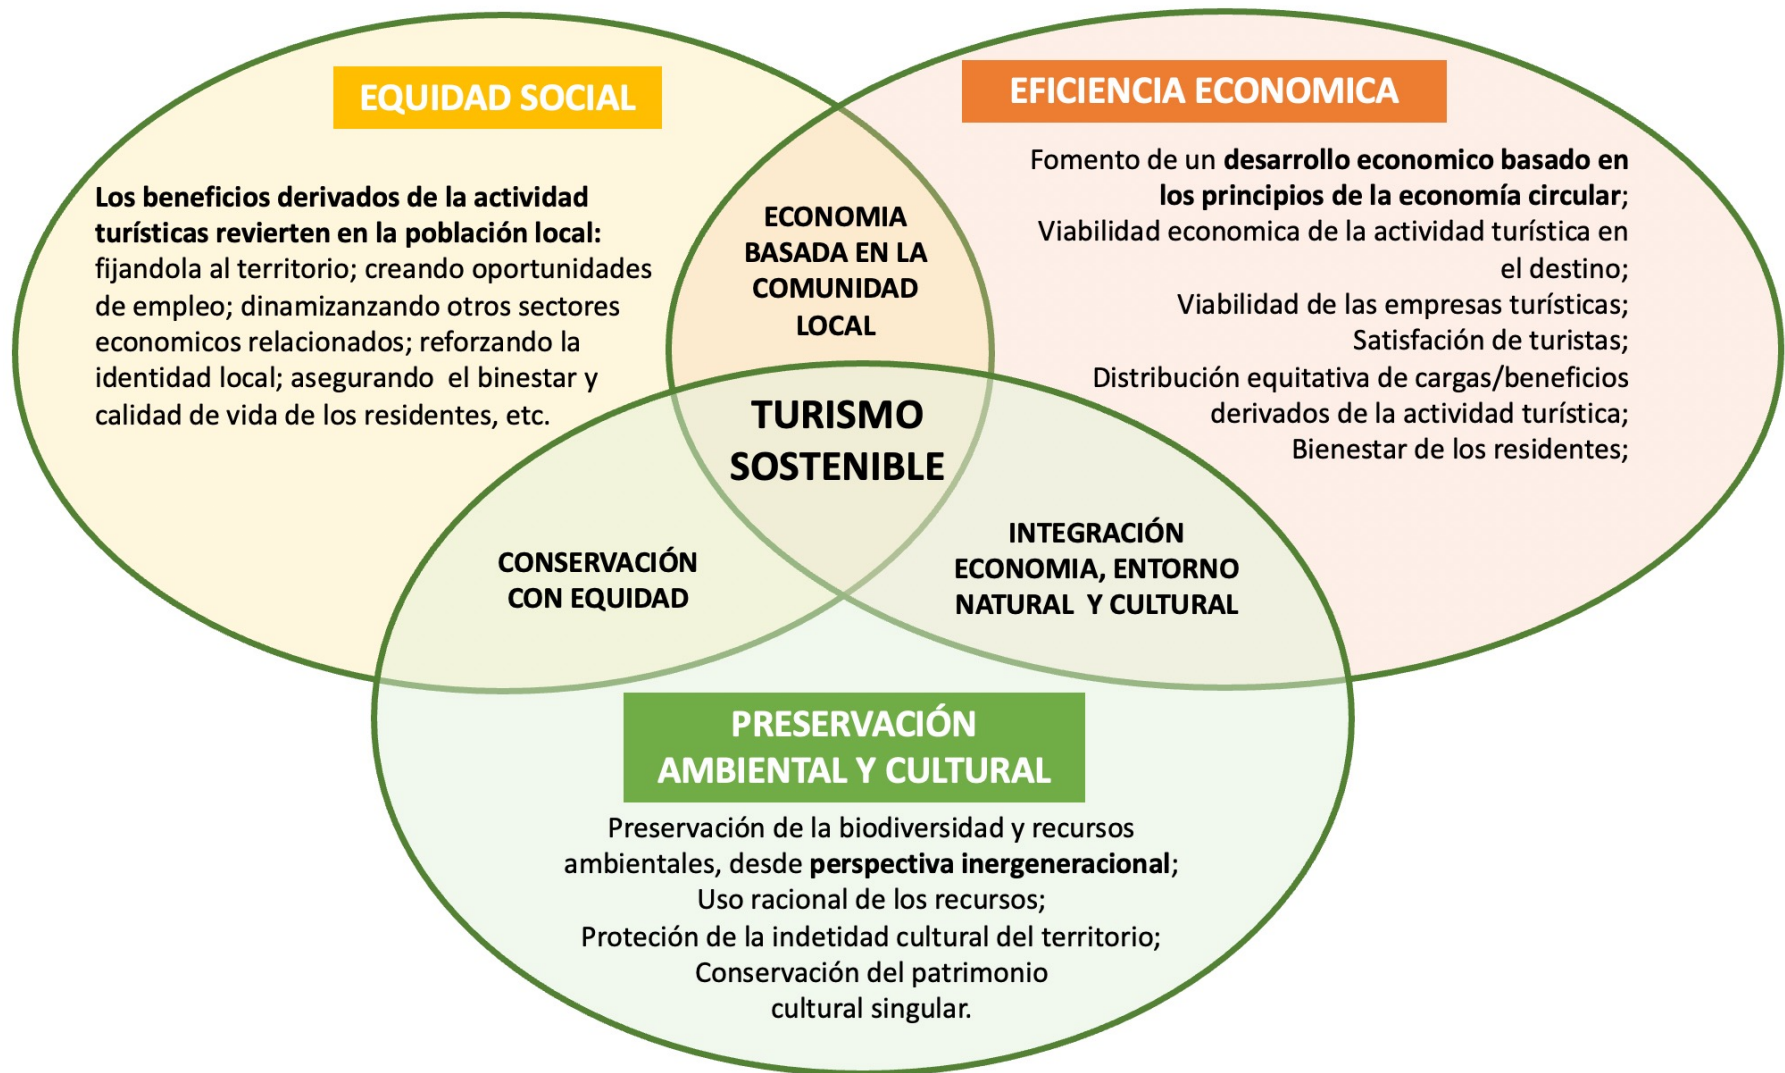 EQUIDAD SOCIAL
Los beneficios derivados de la actividad
turísticas revierten en la población local:
fijandola al territorio; creando oportunidades
de empleo; dinamizanzando otros sectores
economicos relacionados; reforzando la
identidad local; asegurando el binestar y
calidad de vida de los residentes, etc.
EFICIENCIA ECONOMICA
Fomento de un desarrollo economico basado en
los principios de la economía circular;
Viabilidad economica de la actividad turística en
el destino;
Viabilidad de las empresas turísticas;
Satisfación de turistas;
Distribución equitativa de cargas/beneficios
derivados de la actividad turística;
Bienestar de los residentes;
ECONOMIA
BASADA EN LA
COMUNIDAD
LOCAL
TURISMO
SOSTENIBLE
CONSERVACIÓN
CON EQUIDAD
INTEGRACIÓN
ECONOMIA, ENTORNO
NATURAL Y CULTURAL
PRESERVACIÓN
AMBIENTAL Y CULTURAL
Preservación de la biodiversidad y recursos
ambientales, desde perspectiva inergeneracional;
Uso racional de los recursos;
Proteción de la indetidad cultural del territorio;
Conservación del patrimonio
cultural singular.